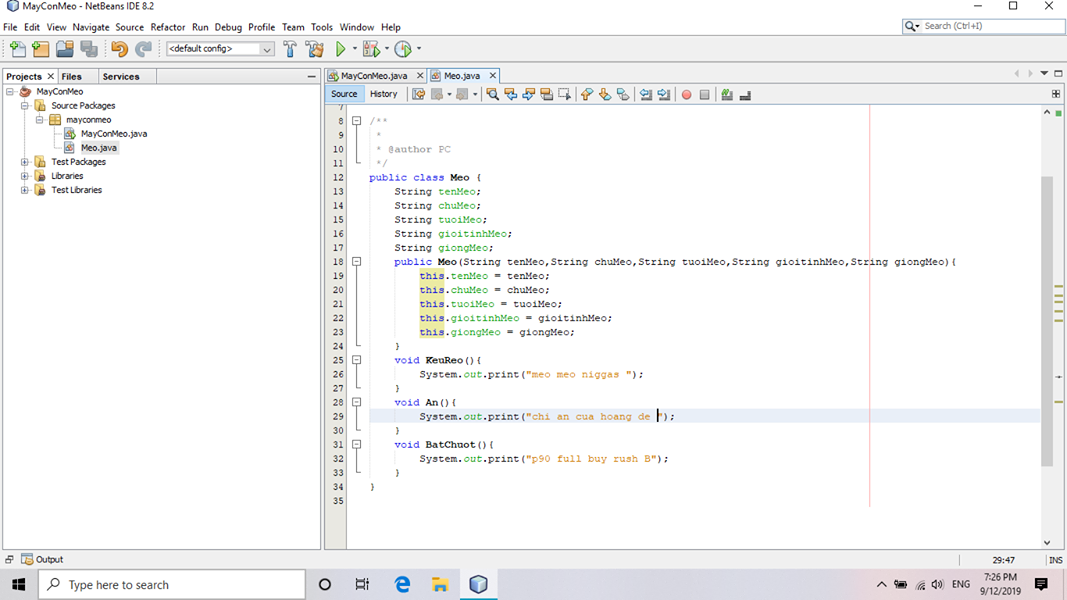 MayConMeo - NetBeans IDE 8.2
File Edit View Navigate Source Refactor Run Debug Profile Team Tools Window Help
Search (Ctrl+I)
<default config>
Projects Files Services
MayConMeo
Source Packages
mayconmeo
MayConMeo.java
Meo.java
Test Packages
Libraries
Test Libraries
MayConMeo.java Meo.java
Source History
7
8 /**
9 *
10 * @author PC
11 */
12 public class Meo {
13 String tenMeo;
14 String chuMeo;
15 String tuoiMeo;
16 String gioitinhMeo;
17 String giongMeo;
18 public Meo(String tenMeo,String chuMeo,String tuoiMeo,String gioitinhMeo,String giongMeo){
19 this.tenMeo = tenMeo;
20 this.chuMeo = chuMeo;
21 this.tuoiMeo = tuoiMeo;
22 this.gioitinhMeo = gioitinhMeo;
23 this.giongMeo = giongMeo;
24 }
25 void KeuReo(){
26 System.out.print("meo meo niggas ");
27 }
28 void An(){
29 System.out.print("chi an cua hoang de ");
30 }
31 void BatChuot(){
32 System.out.print("p90 full buy rush B");
33 }
34 }
35
Output
29:47 INS
Type here to search
ENG
7:26 PM
9/12/2019